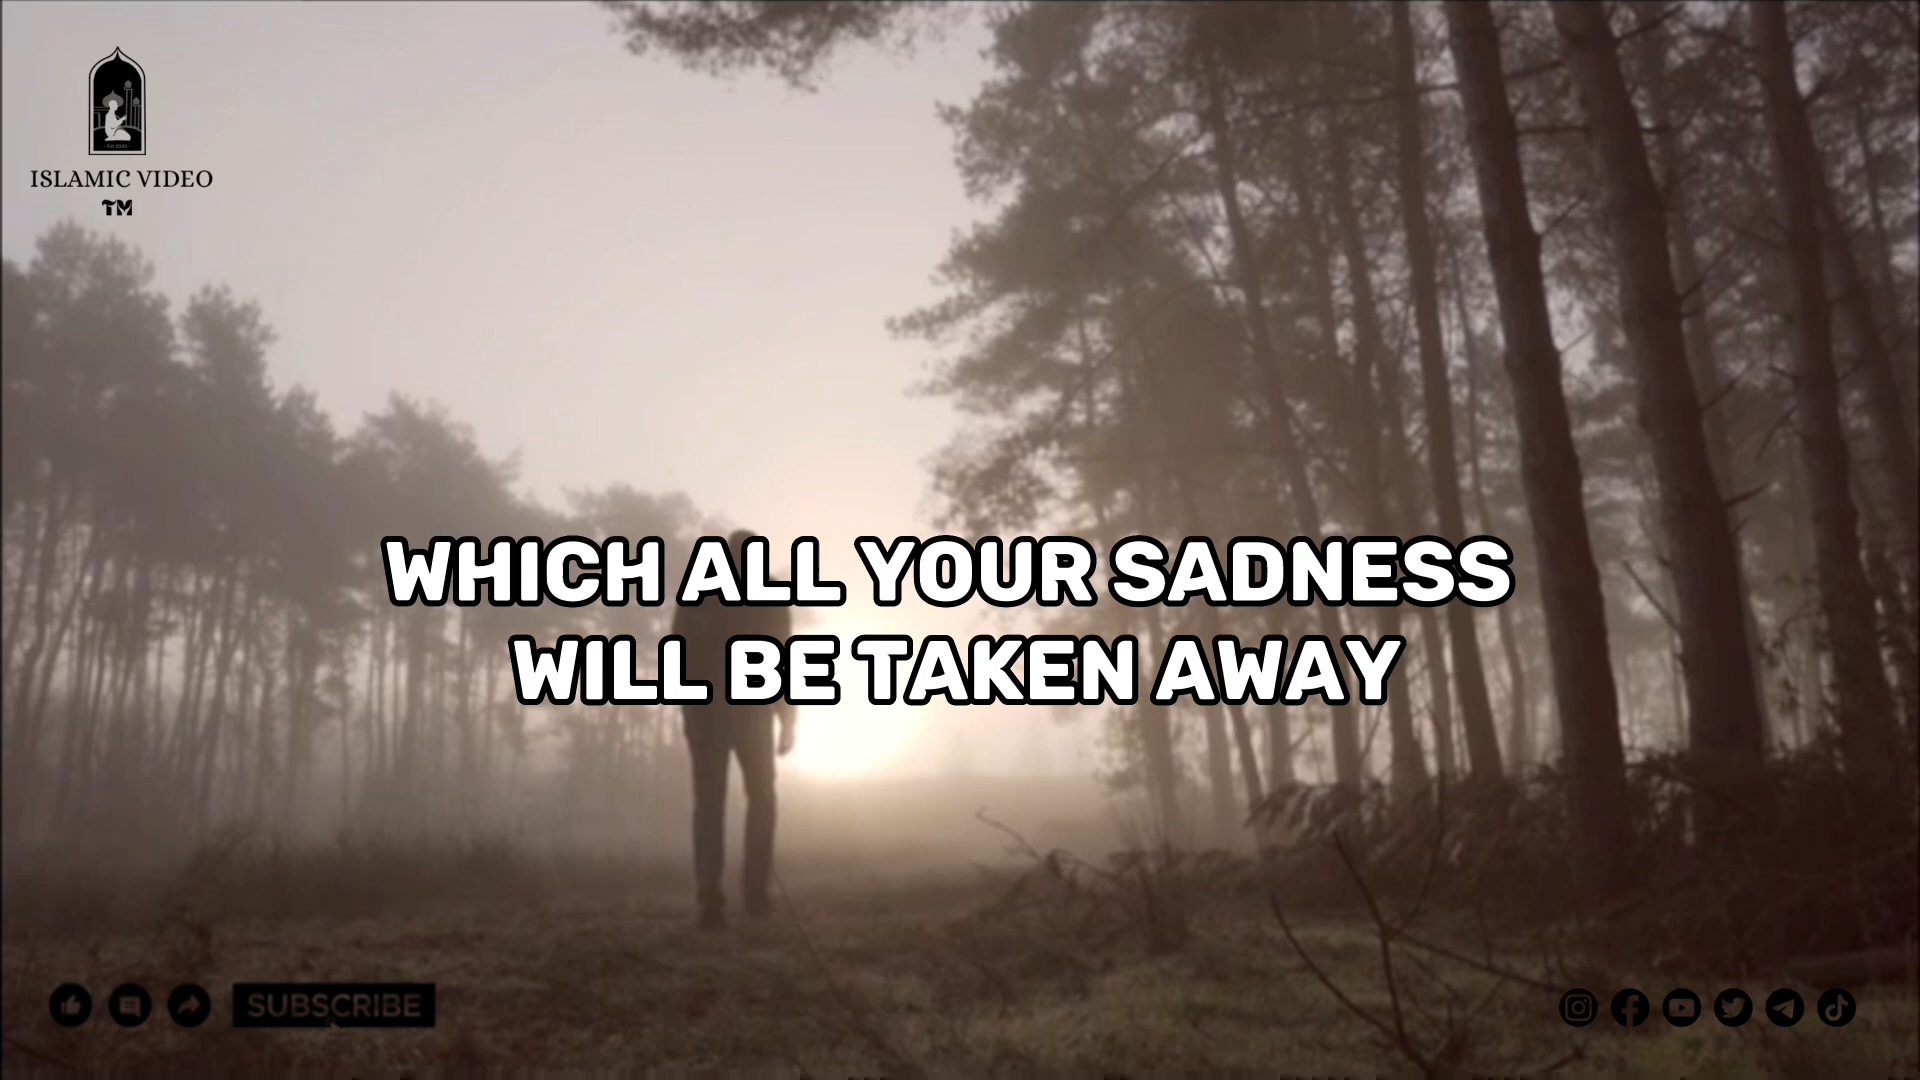 ISLAMIC VIDEO
TM
WHICH ALL YOUR SADNESS
WILL BE TAKEN AWAY
SUBSCRIBE